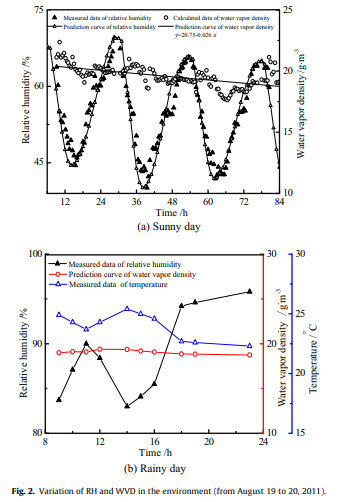 75
25
Measured data of relative humidity
Calculated data of water vapor density
Prediction curve of relative humidity
Prediction curve of water vapor density
y=20.75-0.026 x
Relative humidity /%
60
45
20
15
10
Water vapor density /g·m⁻³
12 24 36 48 60 72 84
Time /h
(a) Sunny day
100
90
80
Relative humidity /%
Measured data of relative humidity
Prediction curve of water vapor density
Measured data of temperature
30
20
10
Water vapor density / g·m⁻³
30
25
20
15
Temperature / °C
8 12 16 20 24
Time /h
(b) Rainy day
Fig. 2. Variation of RH and WVD in the environment (from August 19 to 20, 2011).